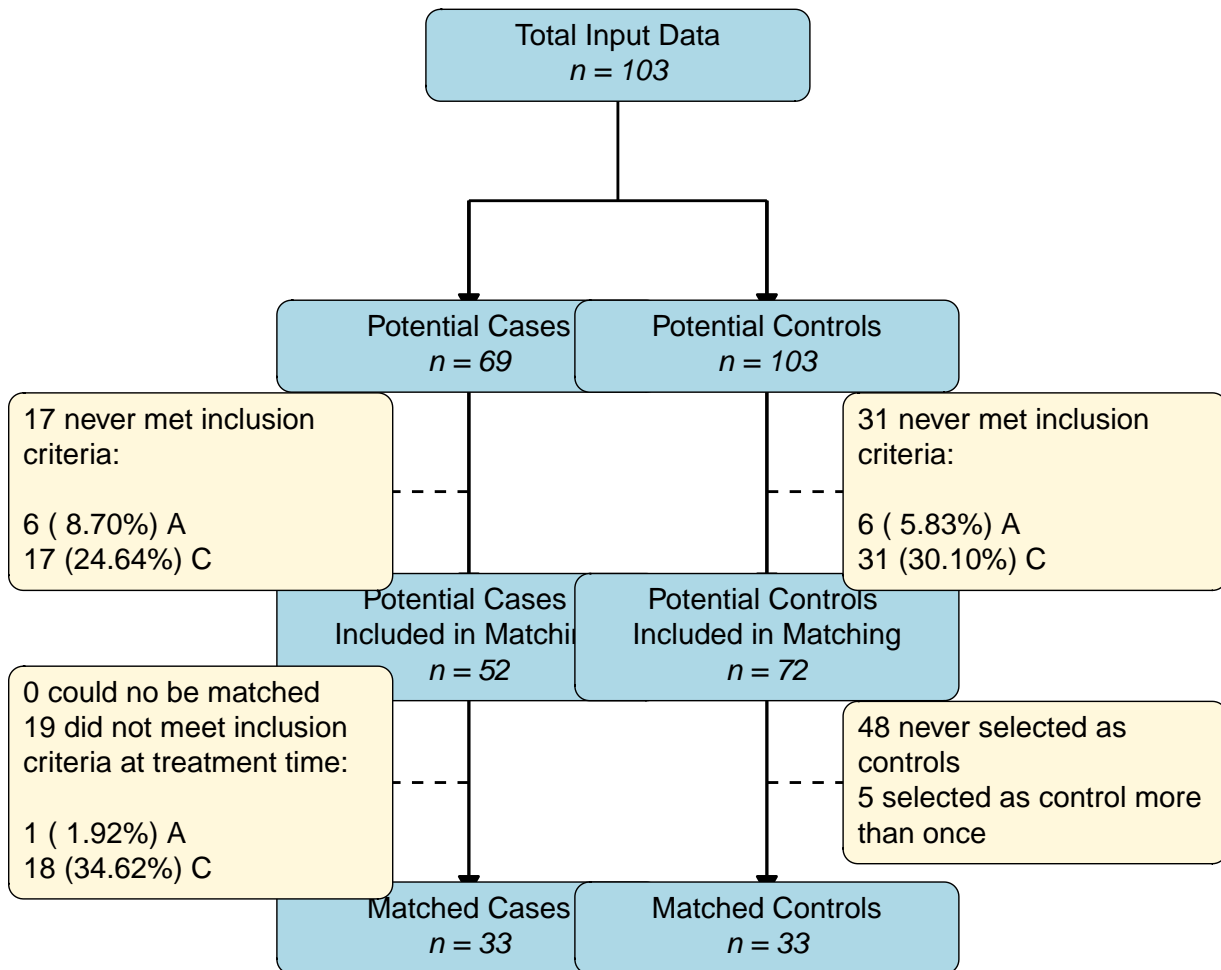 Total Input Data
n = 103
Potential Cases
n = 69
Potential Controls
n = 103
17 never met inclusion
criteria:
6 ( 8.70%) A
17 (24.64%) C
31 never met inclusion
criteria:
6 ( 5.83%) A
31 (30.10%) C
Potential Cases
Included in Matchin
n = 52
Potential Controls
Included in Matching
n = 72
0 could no be matched
19 did not meet inclusion
criteria at treatment time:
1 ( 1.92%) A
18 (34.62%) C
48 never selected as
controls
5 selected as control more
than once
Matched Cases
n = 33
Matched Controls
n = 33